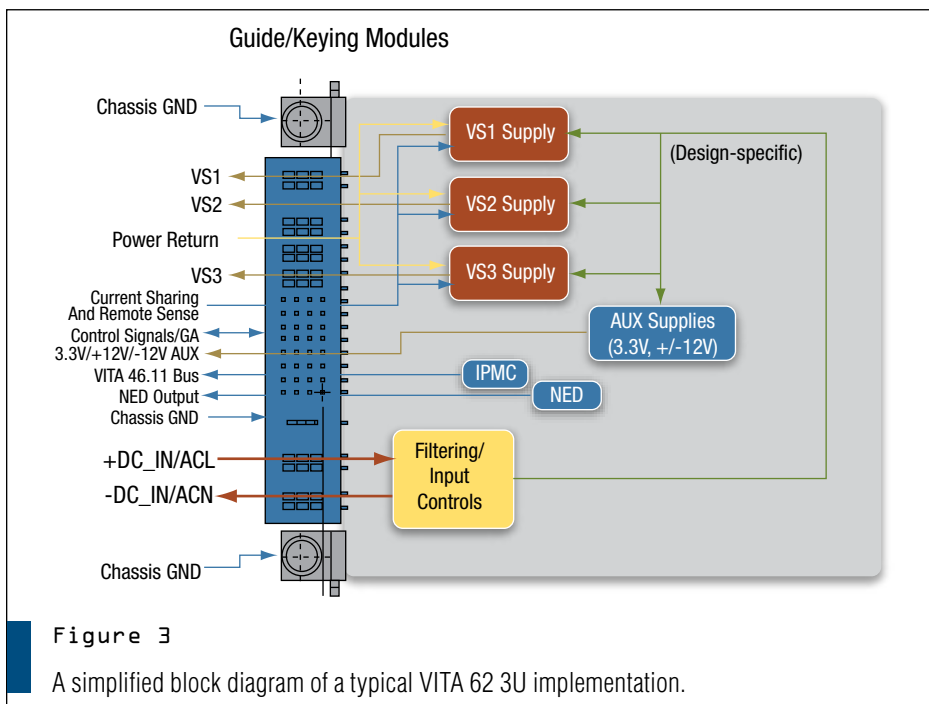 Guide/Keying Modules
Chassis GND
VS1 Supply
(Design-specific)
VS1
VS2 Supply
VS2
Power Return
VS3 Supply
VS3
Current Sharing
And Remote Sense
Control Signals/GA
AUX Supplies
(3.3V, +/-12V)
3.3V/+12V/-12V AUX
VITA 46.11 Bus
IPMC
NED Output
NED
Chassis GND
+DC_IN/ACL
Filtering/
Input
Controls
-DC_IN/ACN
Chassis GND
Figure 3
A simplified block diagram of a typical VITA 62 3U implementation.